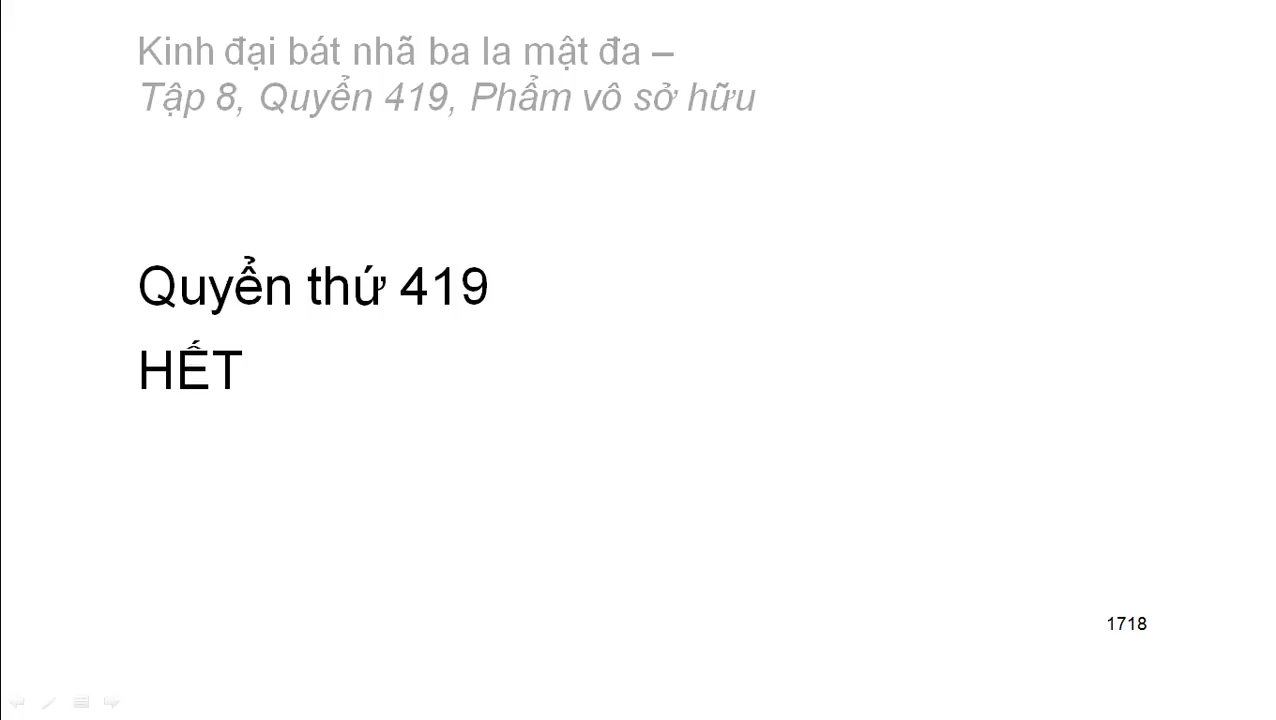 Kinh đại bát nhã ba la mật đa –
Tập 8, Quyển 419, Phẩm vô sở hữu
Quyển thứ 419
HẾT
1718